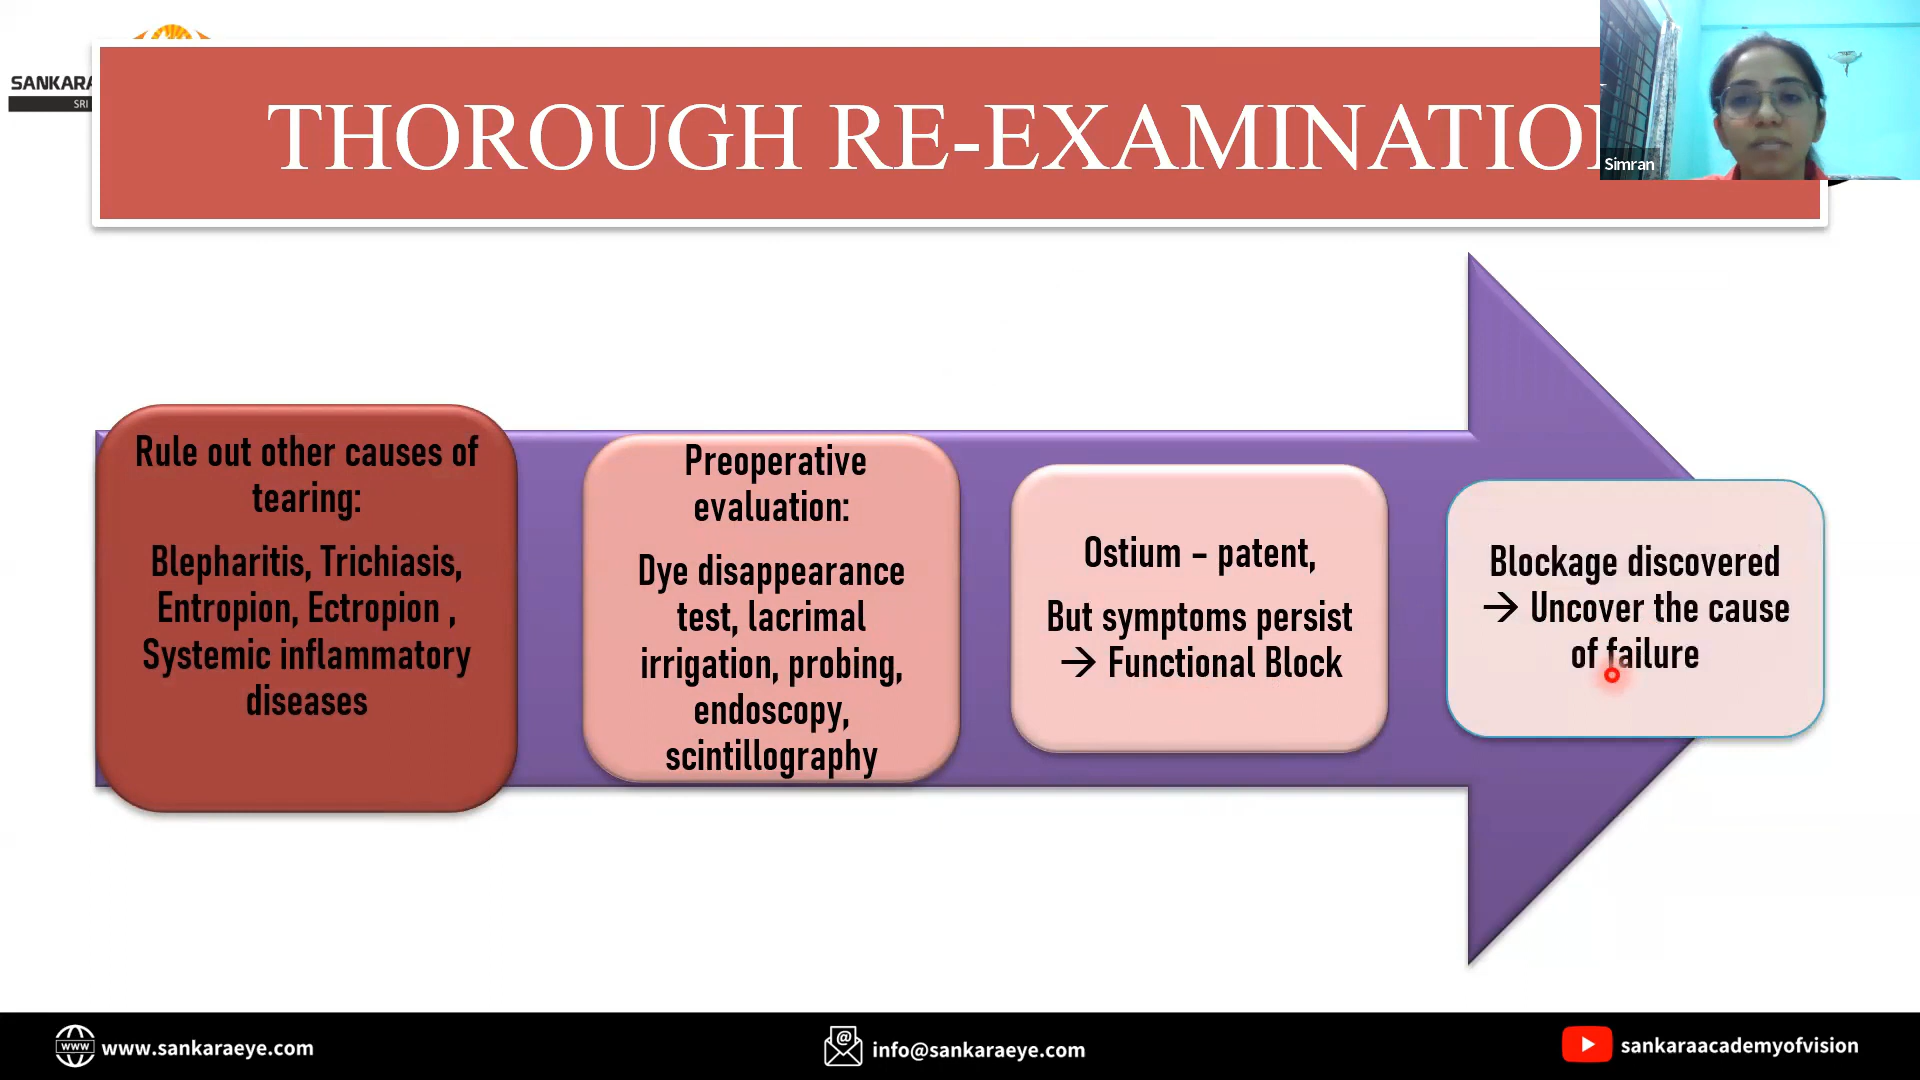 SANKARA
SRI
THOROUGH RE-EXAMINATIO
Simran
Rule out other causes of
tearing:
Blepharitis, Trichiasis,
Entropion, Ectropion ,
Systemic inflammatory
diseases
Preoperative
evaluation:
Dye disappearance
test, lacrimal
irrigation, probing,
endoscopy,
scintillography
Ostium – patent,
But symptoms persist
→ Functional Block
Blockage discovered
→ Uncover the cause
of failure
www.sankaraeye.com
info@sankaraeye.com
sankaraacademyofvision